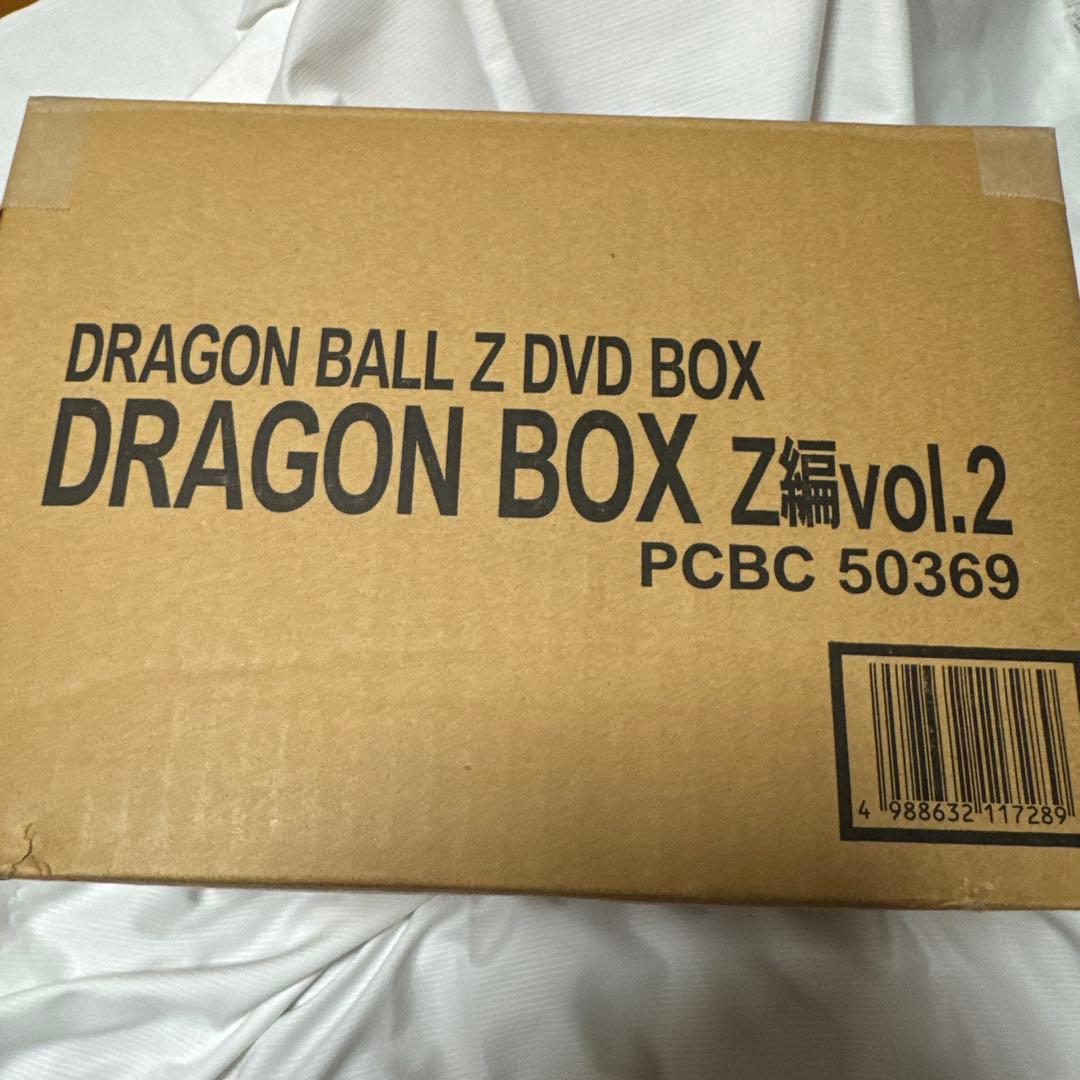 DRAGON BALL Z DVD BOX
DRAGON BOX Z編vol.2
PCBC 50369
4 988632 117289